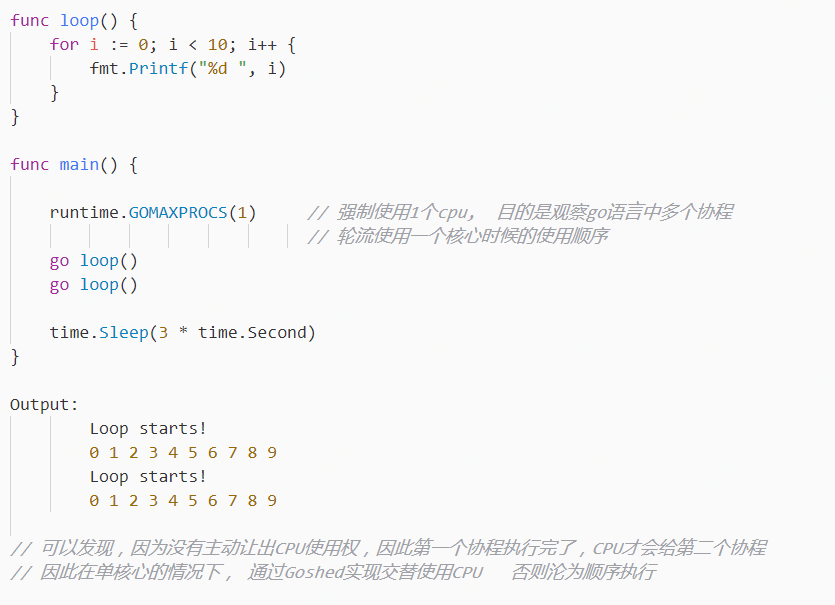 func loop() {
for i := 0; i < 10; i++ {
fmt.Printf("%d ", i)
}
}
func main() {
runtime.GOMAXPROCS(1) // 强制使用1个cpu, 目的是观察go语言中多个协程
// 轮流使用一个核心时候的使用顺序
go loop()
go loop()
time.Sleep(3 * time.Second)
}
Output:
Loop starts!
0 1 2 3 4 5 6 7 8 9
Loop starts!
0 1 2 3 4 5 6 7 8 9
// 可以发现，因为没有主动让出CPU使用权，因此第一个协程执行完了，CPU才会给第二个协程
// 因此在单核心的情况下， 通过Goshed实现交替使用CPU 否则沦为顺序执行